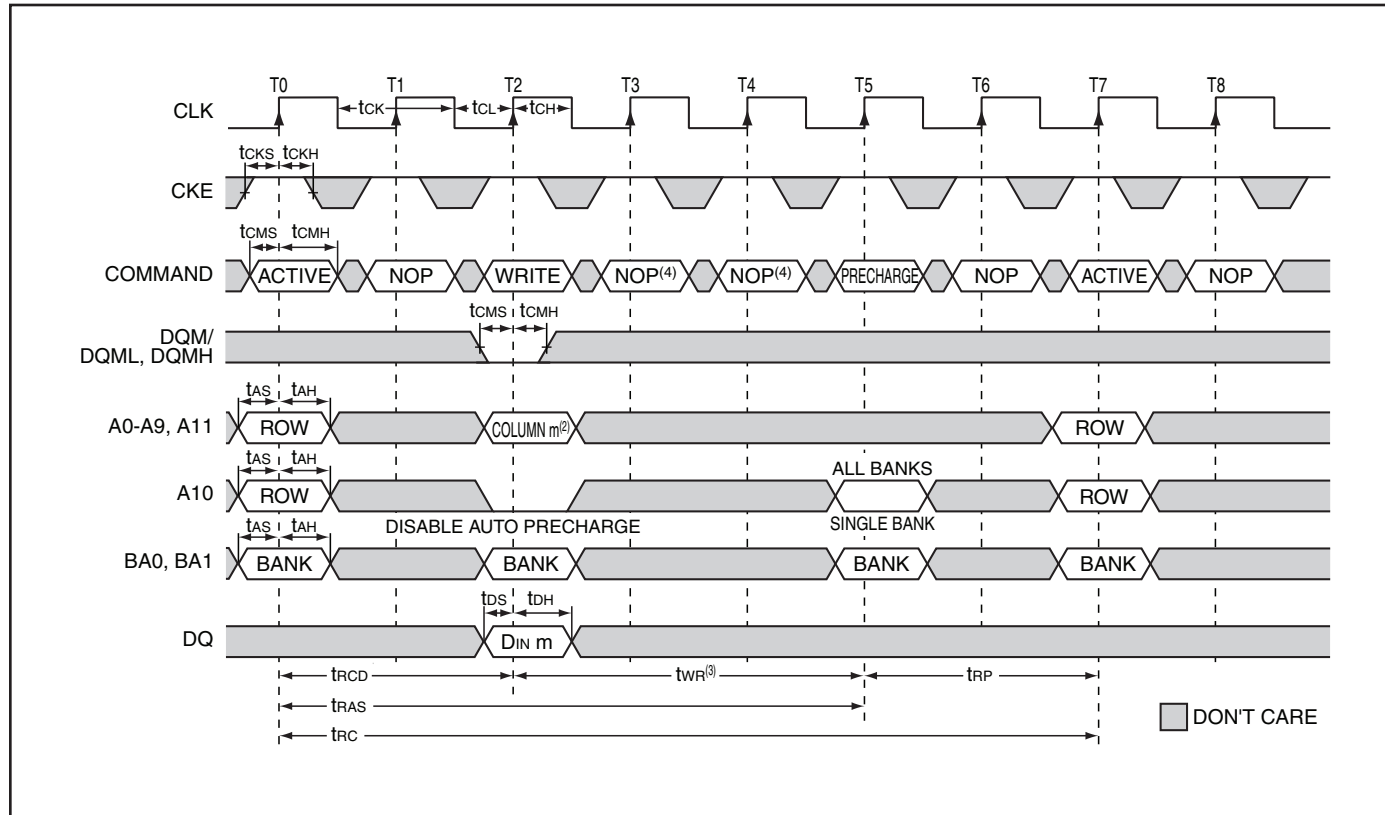 T0 T1 T2 T3 T4 T5 T6 T7 T8
CLK tCK tCL tCH
tCKS tCKH
CKE
tCMS tCMH
COMMAND ACTIVE NOP WRITE NOP(4) NOP(4) PRECHARGE NOP ACTIVE NOP
tCMS tCMH
DQM/
DQML, DQMH
tAS tAH
A0-A9, A11 ROW COLUMN m(2) ROW
tAS tAH ALL BANKS
A10 ROW ROW
DISABLE AUTO PRECHARGE SINGLE BANK
tAS tAH
BA0, BA1 BANK BANK BANK BANK
tDS tDH
DQ DIN m
tRCD tWR(3) tRP
tRAS
DON'T CARE
tRC